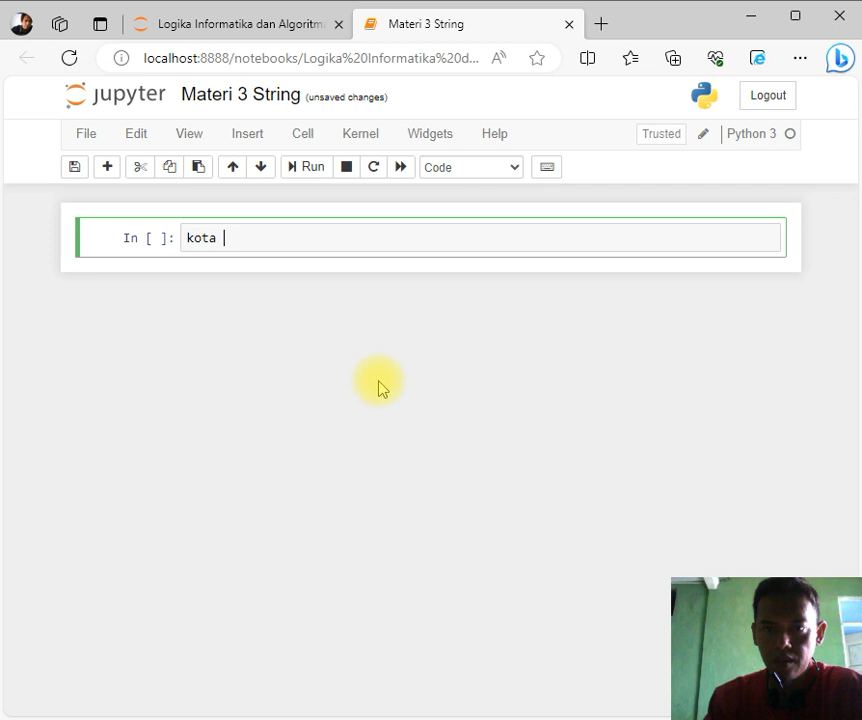 Logika Informatika dan Algoritm
Materi 3 String
localhost:8888/notebooks/Logika%20Informatika%20d...
jupyter Materi 3 String (unsaved changes)
Logout
File Edit View Insert Cell Kernel Widgets Help
Trusted Python 3
Run Code
In [ ]: kota